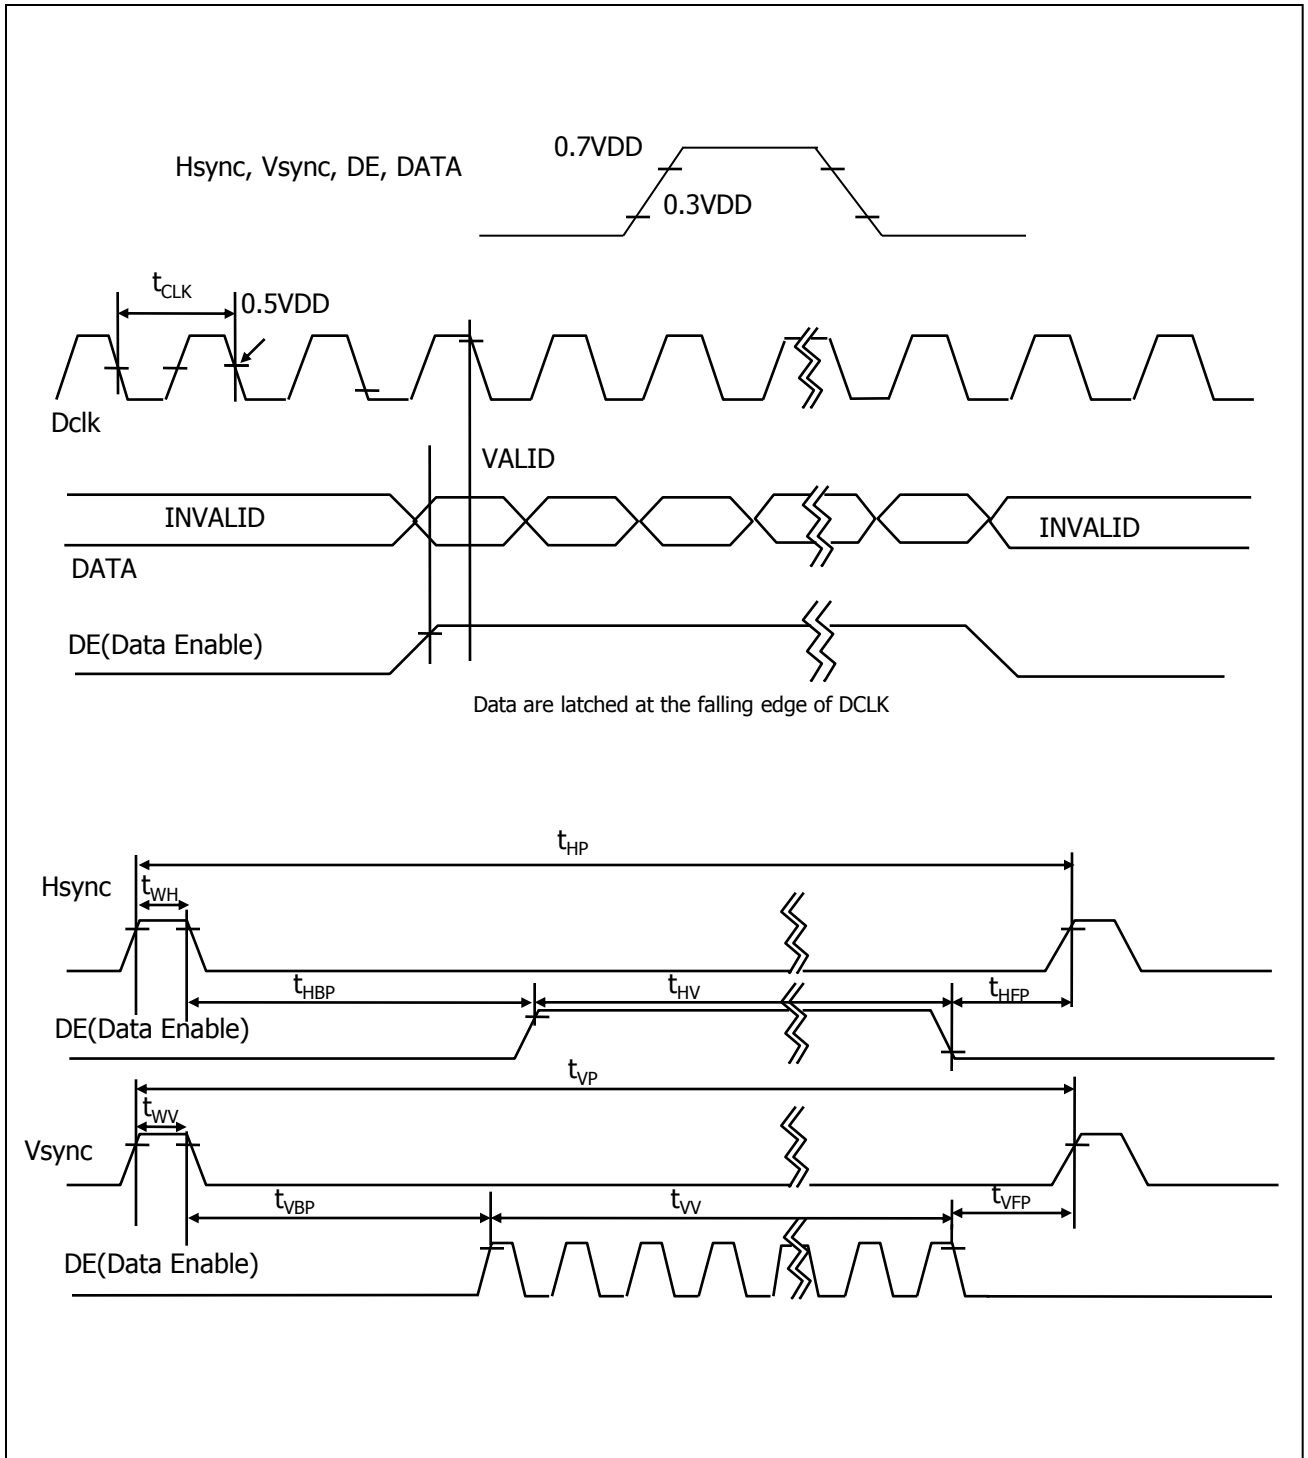 0.7VDD
Hsync, Vsync, DE, DATA
0.3VDD
tCLK
0.5VDD
Dclk
VALID
INVALID
INVALID
DATA
DE(Data Enable)
Data are latched at the falling edge of DCLK
tHP
Hsync
tWH
tHBP
tHV
tHFP
DE(Data Enable)
tVP
tWV
Vsync
tVBP
tVV
tVFP
DE(Data Enable)